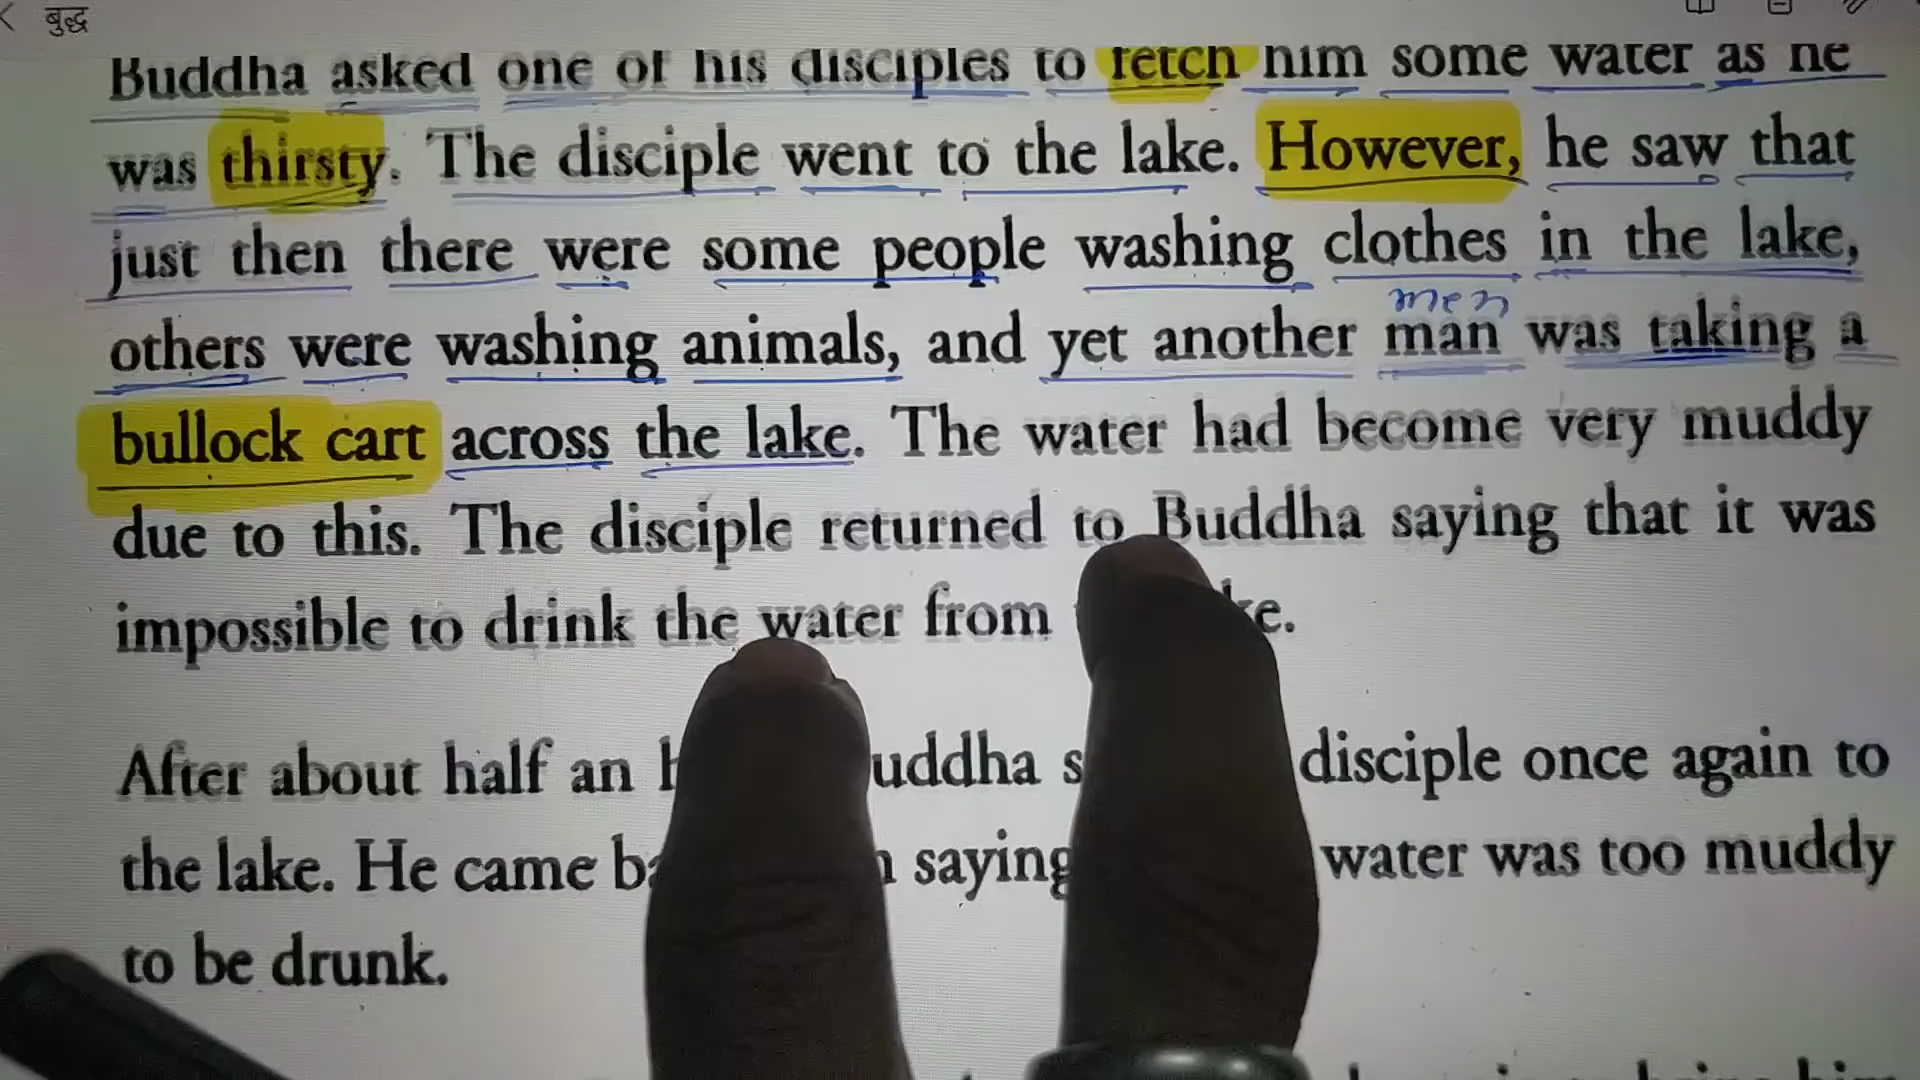 बुद्ध
Buddha asked one of his disciples to fetch him some water as he
was thirsty. The disciple went to the lake. However, he saw that
just then there were some people washing clothes in the lake,
men
others were washing animals, and yet another man was taking a
bullock cart across the lake. The water had become very muddy
due to this. The disciple returned to Buddha saying that it was
impossible to drink the water from
After about half an disciple once again to
the lake. He came saying water was too muddy
to be drunk.